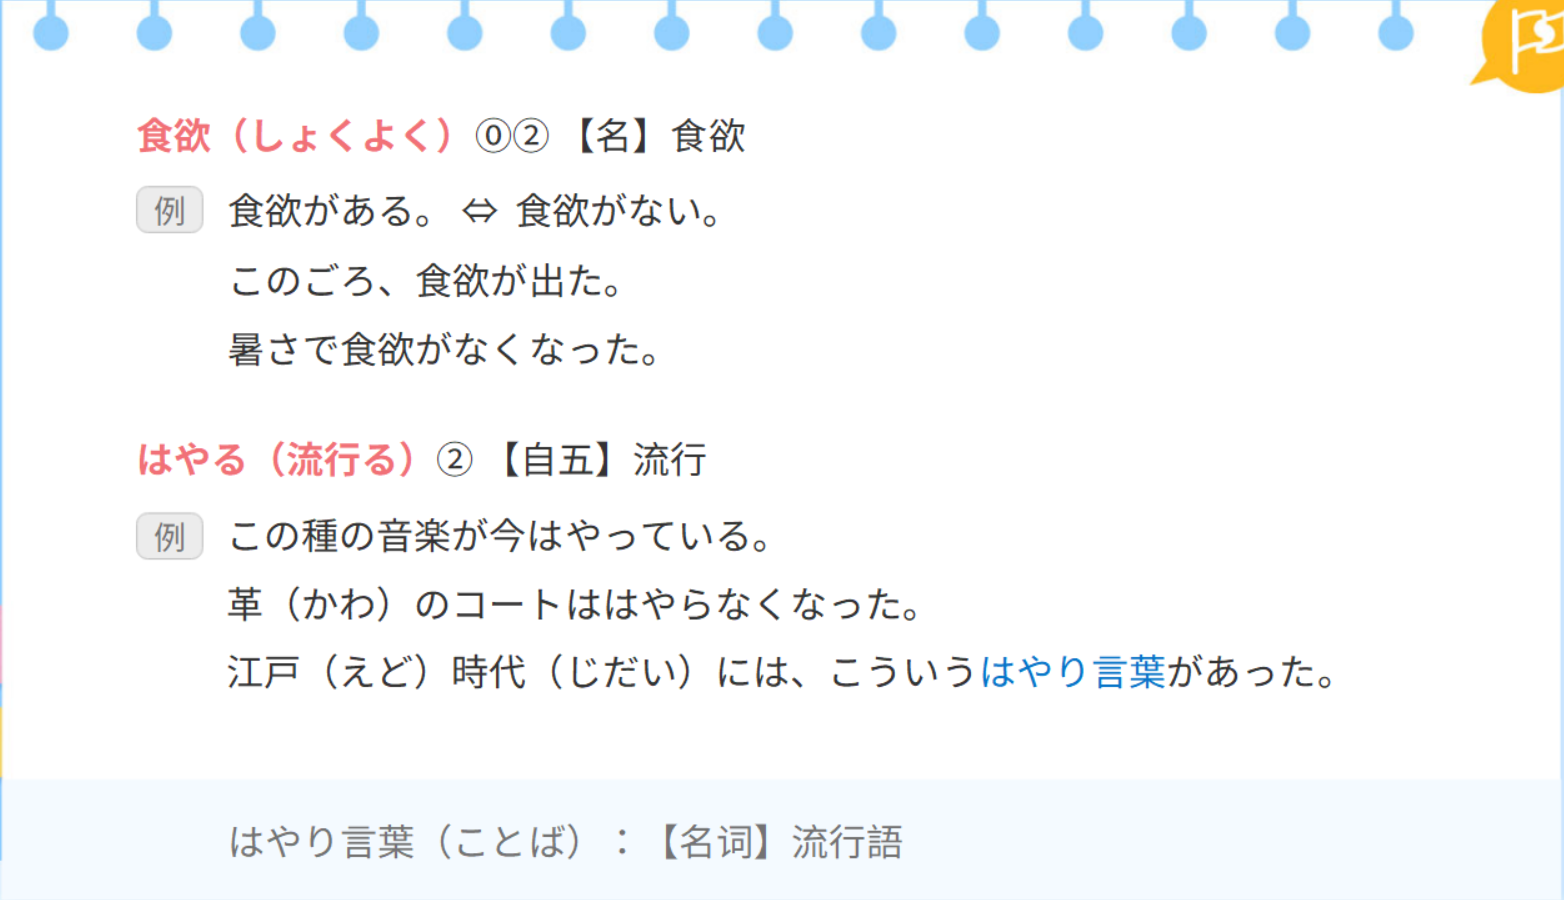 食欲（しょくよく）⓪②【名】食欲
例 食欲がある。 ⇔ 食欲がない。
このごろ、食欲が出た。
暑さで食欲がなくなった。
はやる（流行る）②【自五】流行
例 この種の音楽が今はやっている。
革（かわ）のコートははやらなくなった。
江戸（えど）時代（じだい）には、こういうはやり言葉があった。
はやり言葉（ことば）：【名词】流行語